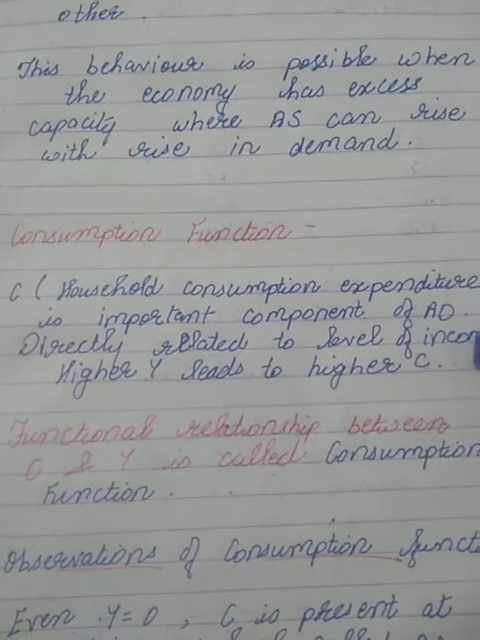 other.
This behaviour is possible when
the economy has excess
capacity where AS can rise
with rise in demand.
Consumption Function -
C ( Household consumption expenditure
is important component of AD.
Directly related to level of incom
Higher Y leads to higher C.
Functional relationship between
C & Y is called Consumption
Function.
Observations of Consumption funct
Even Y=0, C is present at